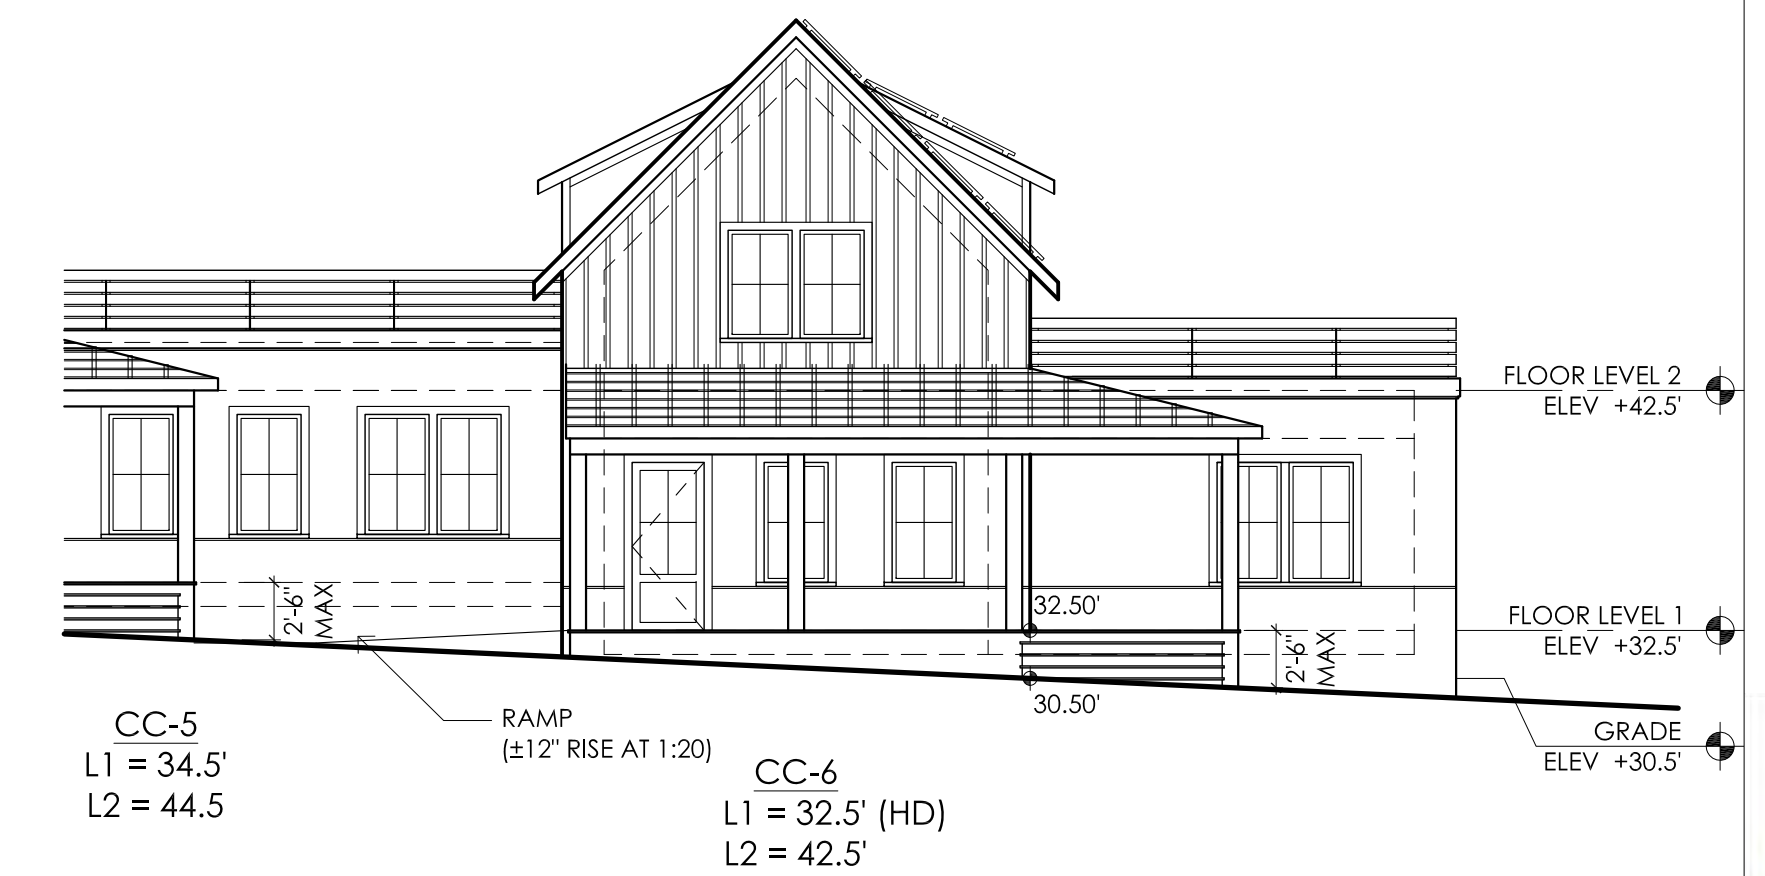 FLOOR LEVEL 2
ELEV +42.5'
2'-6"
MAX
32.50'
FLOOR LEVEL 1
ELEV +32.5'
2'-6"
MAX
30.50'
RAMP
(±12" RISE AT 1:20)
GRADE
ELEV +30.5'
CC-5
L1 = 34.5'
L2 = 44.5
CC-6
L1 = 32.5' (HD)
L2 = 42.5'